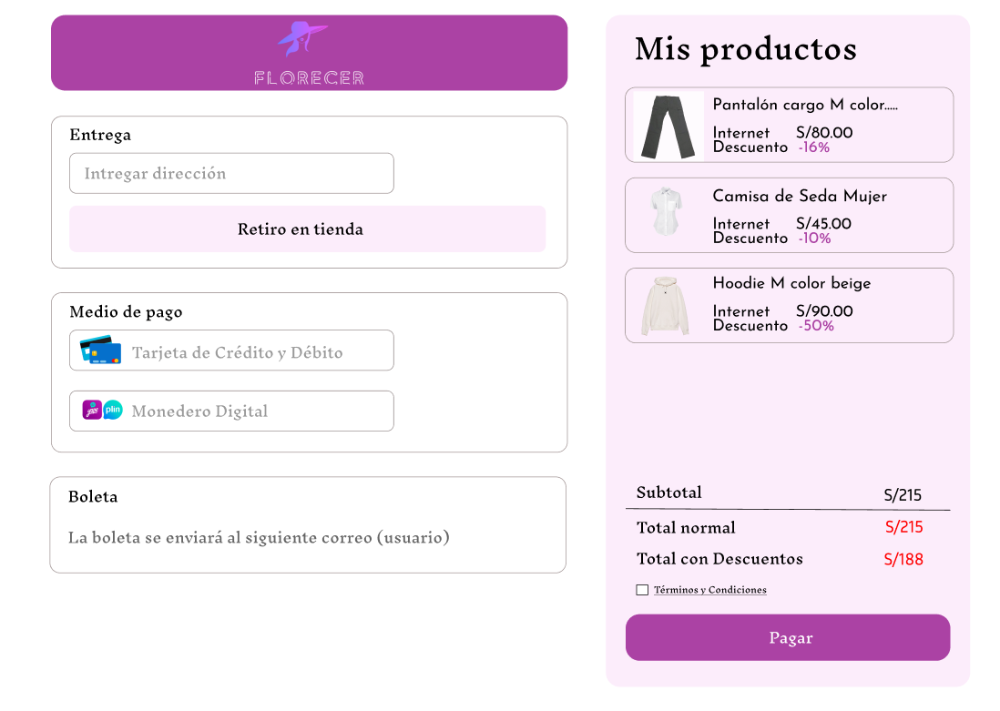 FLORECER
Entrega
Intregar dirección
Retiro en tienda
Medio de pago
Tarjeta de Crédito y Débito
plin
Monedero Digital
Boleta
La boleta se enviará al siguiente correo (usuario)
Mis productos
Pantalón cargo M color.....
Internet S/80.00
Descuento -16%
Camisa de Seda Mujer
Internet S/45.00
Descuento -10%
Hoodie M color beige
Internet S/90.00
Descuento -50%
Subtotal S/215
Total normal S/215
Total con Descuentos S/188
Términos y Condiciones
Pagar